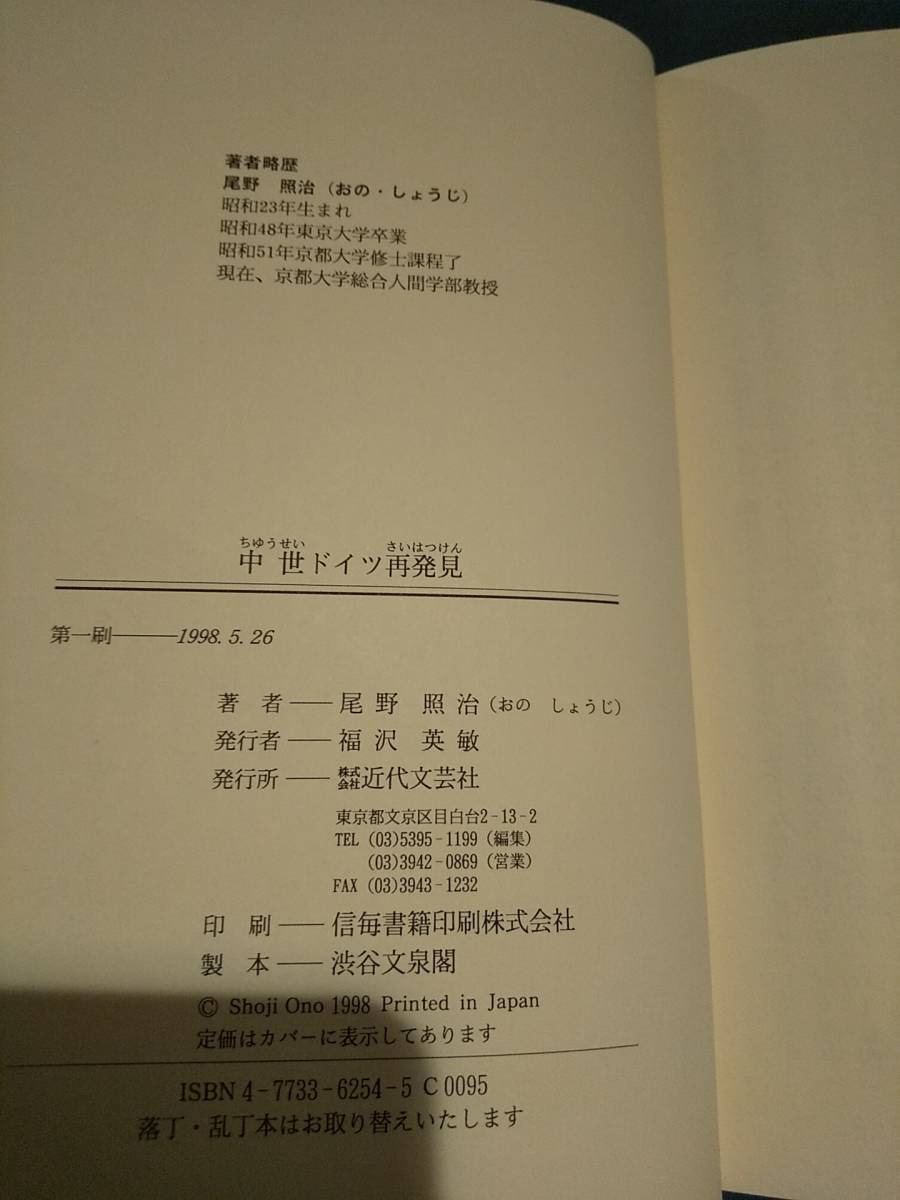 著者略歴
尾野 照治（おの・しょうじ）
昭和23年生まれ
昭和48年東京大学卒業
昭和51年京都大学修士課程了
現在、京都大学総合人間学部教授
ちゆうせい さいはつけん
中世ドイツ再発見
第一刷――1998. 5. 26
著 者――尾 野 照 治（おの しょうじ）
発行者――福 沢 英 敏
発行所――株式会社近代文芸社
東京都文京区目白台2-13-2
TEL (03)5395-1199（編集）
(03)3942-0869（営業）
FAX (03)3943-1232
印 刷――信毎書籍印刷株式会社
製 本――渋谷文泉閣
© Shoji Ono 1998 Printed in Japan
定価はカバーに表示してあります
ISBN 4-7733-6254-5 C 0095
落丁・乱丁本はお取り替えいたします